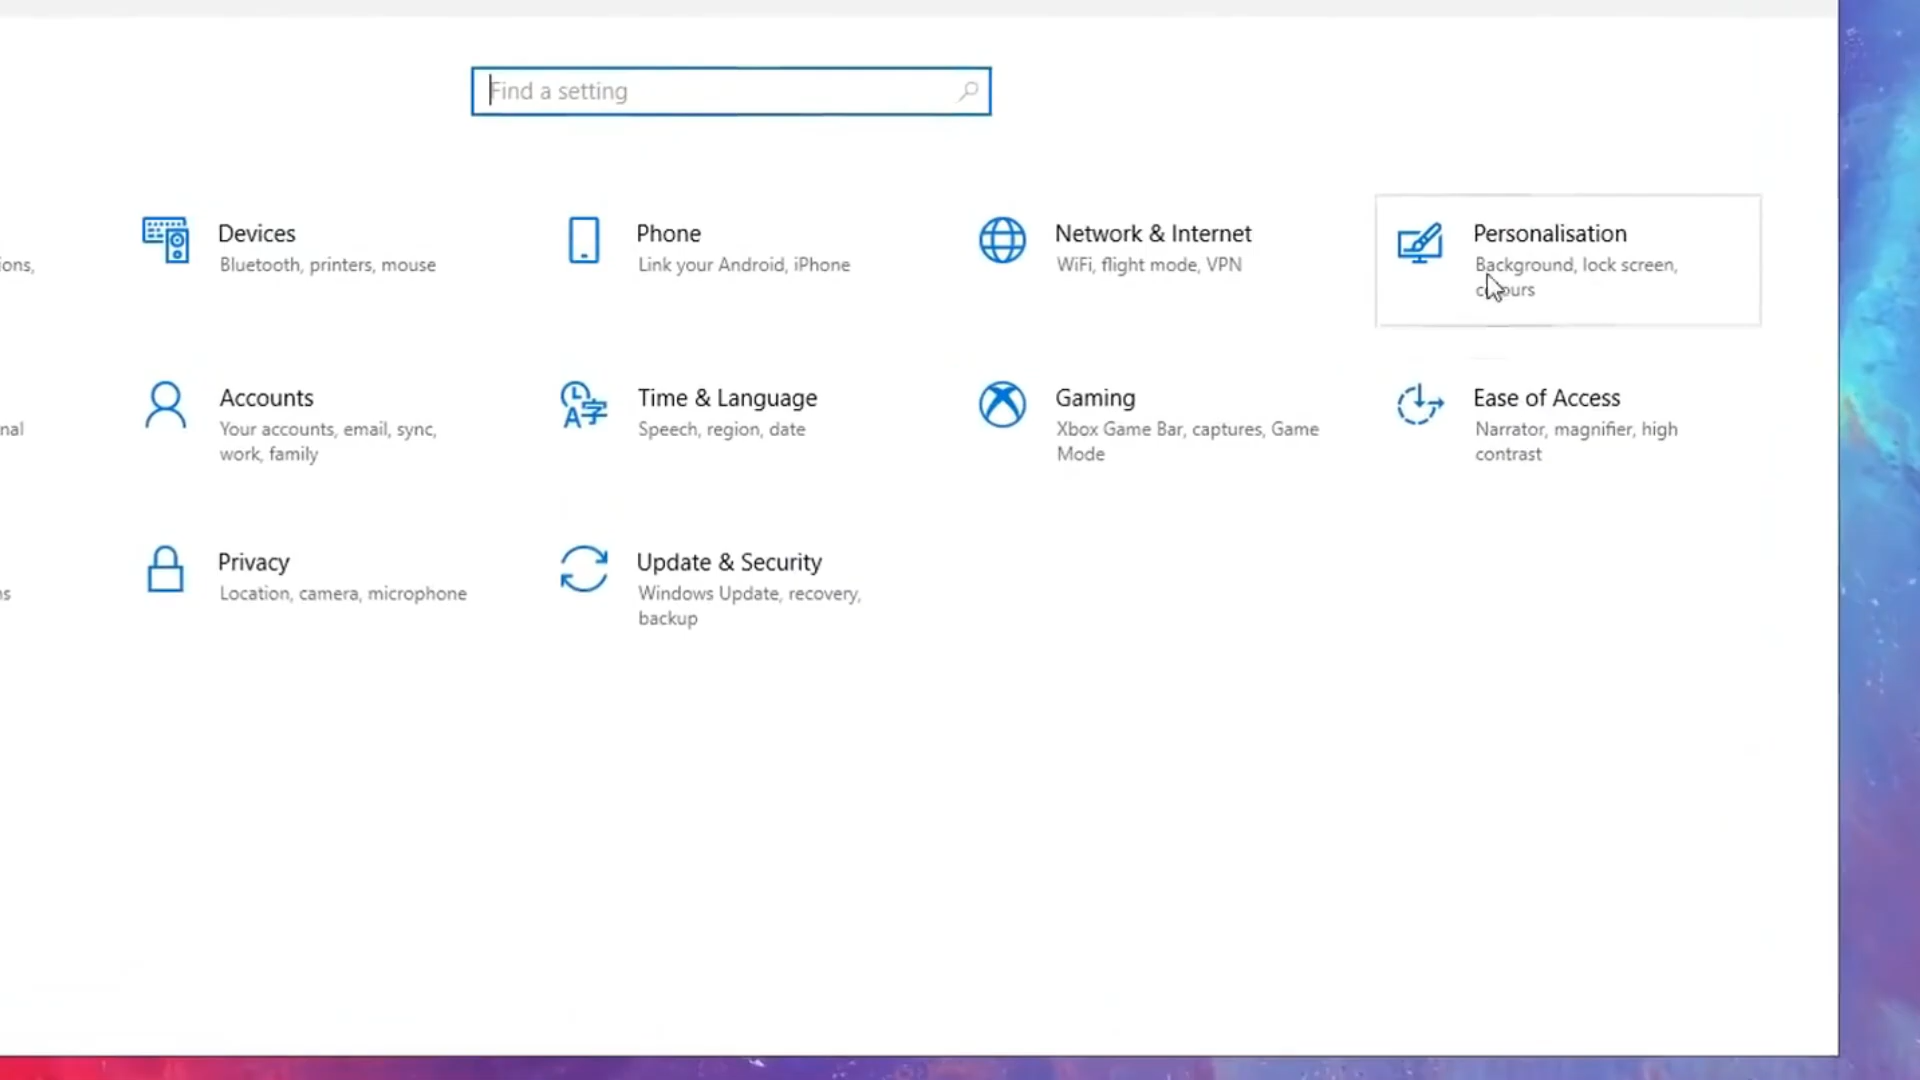 Find a setting
Devices
Bluetooth, printers, mouse
Phone
Link your Android, iPhone
Network & Internet
WiFi, flight mode, VPN
Personalisation
Background, lock screen,
colours
ions,
Accounts
Your accounts, email, sync,
work, family
Time & Language
Speech, region, date
Gaming
Xbox Game Bar, captures, Game
Mode
Ease of Access
Narrator, magnifier, high
contrast
nal
Privacy
Location, camera, microphone
Update & Security
Windows Update, recovery,
backup